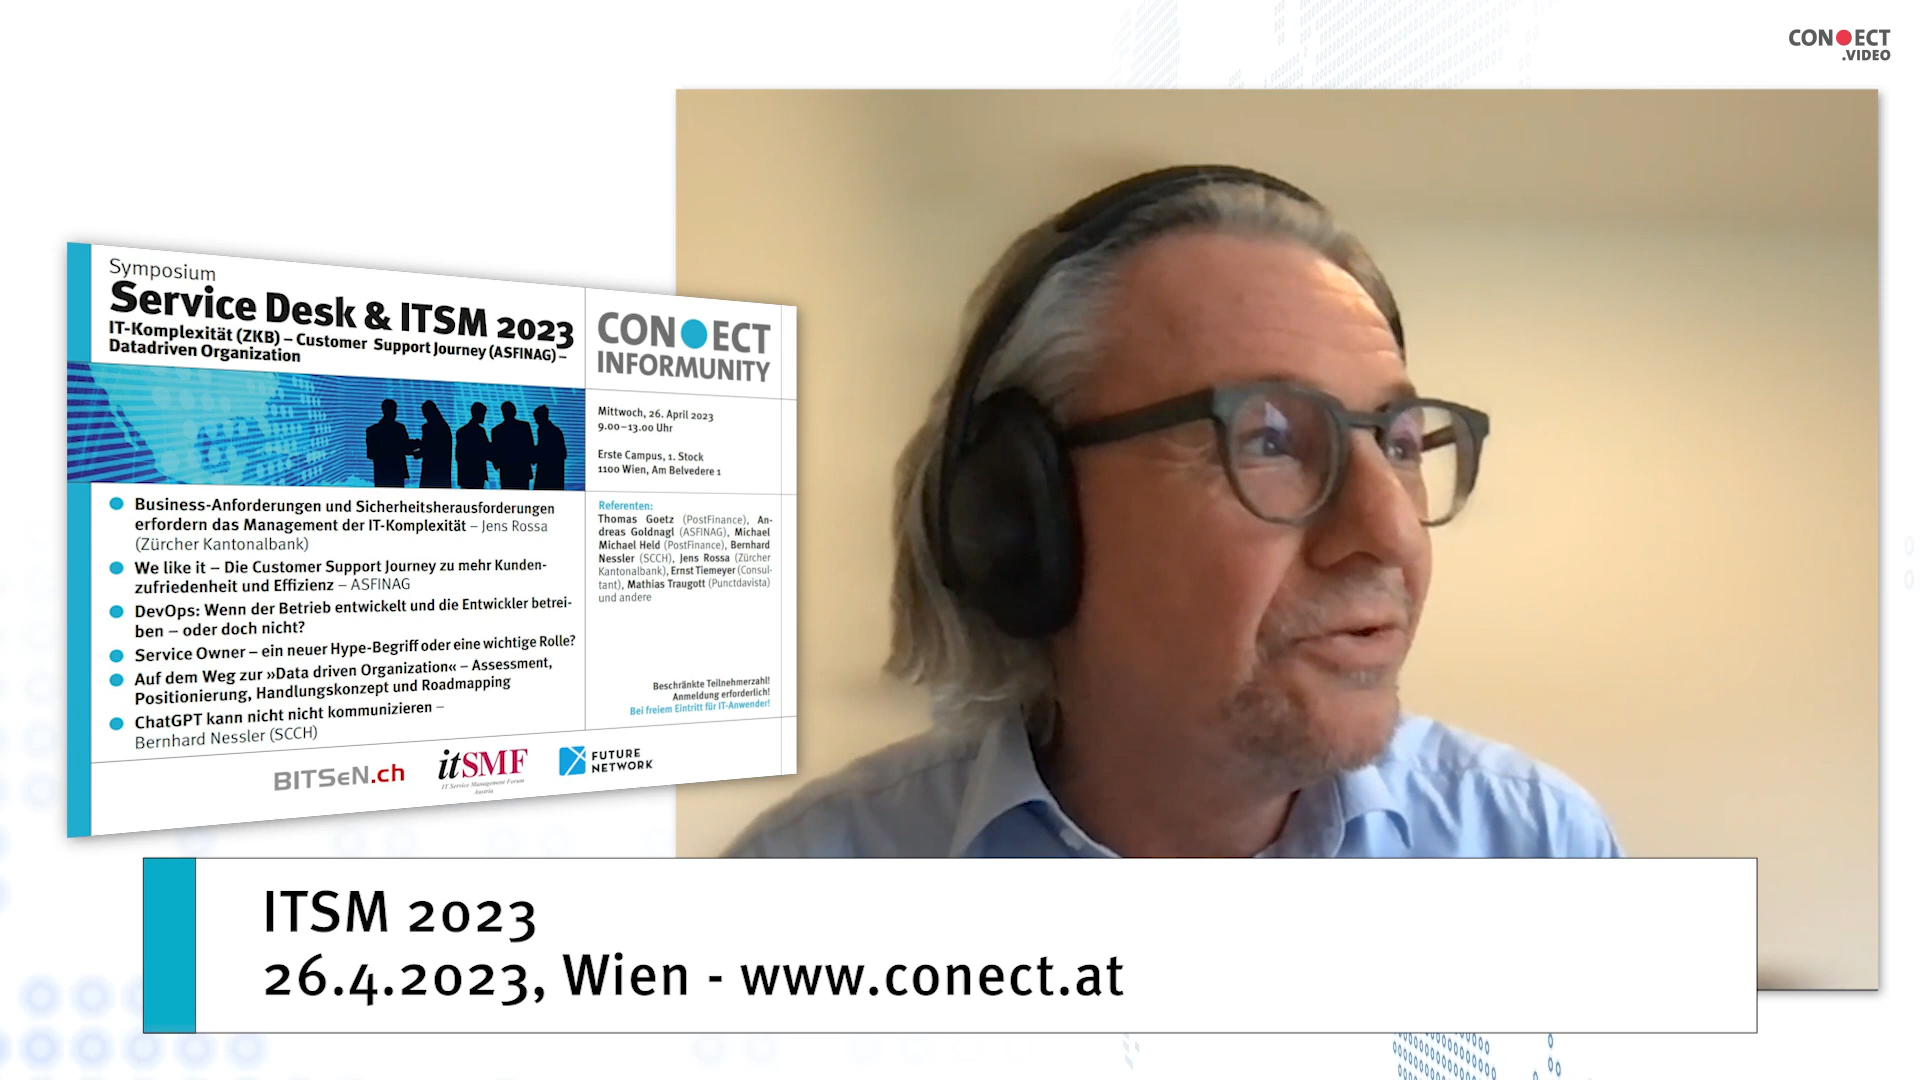 CONECT
.VIDEO
Symposium
Service Desk & ITSM 2023
IT-Komplexität (ZKB) – Customer Support Journey (ASFINAG) –
Datadriven Organization
CONECT
INFORMUNITY
Mittwoch, 26. April 2023
9.00–13.00 Uhr
Erste Campus, 1. Stock
1100 Wien, Am Belvedere 1
Business-Anforderungen und Sicherheitsherausforderungen
erfordern das Management der IT-Komplexität – Jens Rossa
(Zürcher Kantonalbank)
We like it – Die Customer Support Journey zu mehr Kunden-
zufriedenheit und Effizienz – ASFINAG
DevOps: Wenn der Betrieb entwickelt und die Entwickler betrei-
ben – oder doch nicht?
Service Owner – ein neuer Hype-Begriff oder eine wichtige Rolle?
Auf dem Weg zur »Data driven Organization« – Assessment,
Positionierung, Handlungskonzept und Roadmapping
ChatGPT kann nicht nicht kommunizieren –
Bernhard Nessler (SCCH)
Referenten:
Thomas Goetz (PostFinance), An-
dreas Goldnagl (ASFINAG), Michael
Michael Held (PostFinance), Bernhard
Nessler (SCCH), Jens Rossa (Zürcher
Kantonalbank), Ernst Tiemeyer (Consul-
tant), Mathias Traugott (Punctdavista)
und andere
Beschränkte Teilnehmerzahl!
Anmeldung erforderlich!
Bei freiem Eintritt für IT-Anwender!
BITSeN.ch
itSMF
IT Service Management Forum
Austria
FUTURE
NETWORK
ITSM 2023
26.4.2023, Wien - www.conect.at